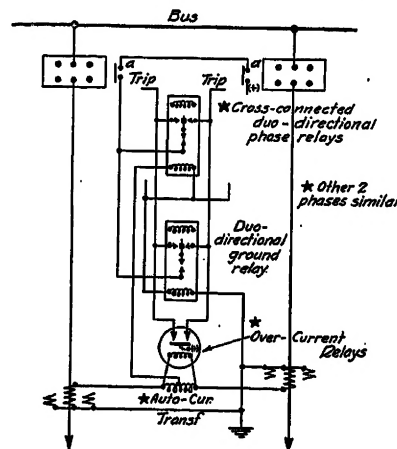 Bus
a
a
Trip
Trip
(+)
★Cross-connected
duo-directional
phase relays
★Other 2
phases similar
Duo-
directional
ground
relay.
★
Over-Current
Relays
★Auto-Cur.
Transf